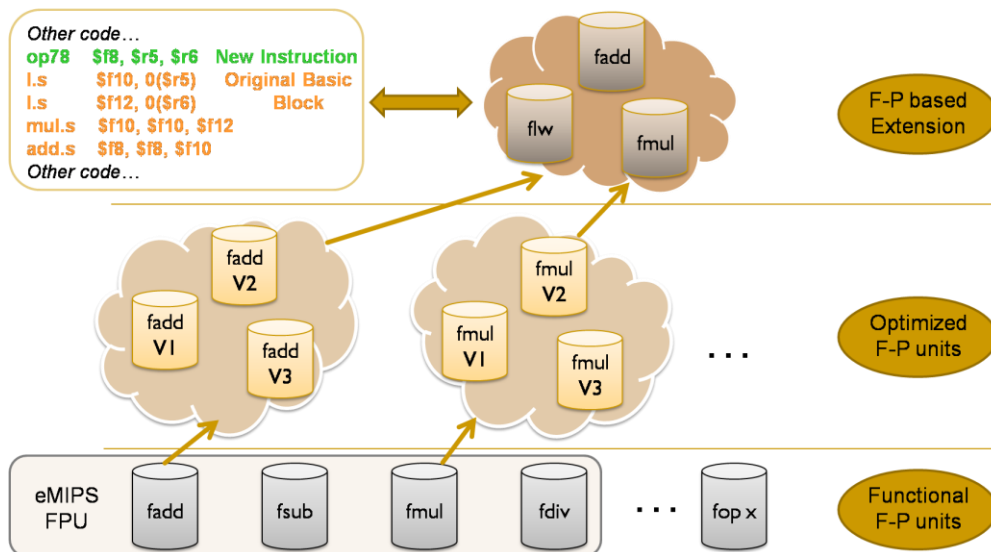 Other code…
op78 $f8, $r5, $r6 New Instruction
l.s $f10, 0($r5) Original Basic
l.s $f12, 0($r6) Block
mul.s $f10, $f10, $f12
add.s $f8, $f8, $f10
Other code…
fadd
flw
fmul
F-P based
Extension
fadd
V2
fadd
V1
fadd
V3
fmul
V2
fmul
V1
fmul
V3
. . .
Optimized
F-P units
eMIPS
FPU
fadd
fsub
fmul
fdiv
. . .
fop x
Functional
F-P units